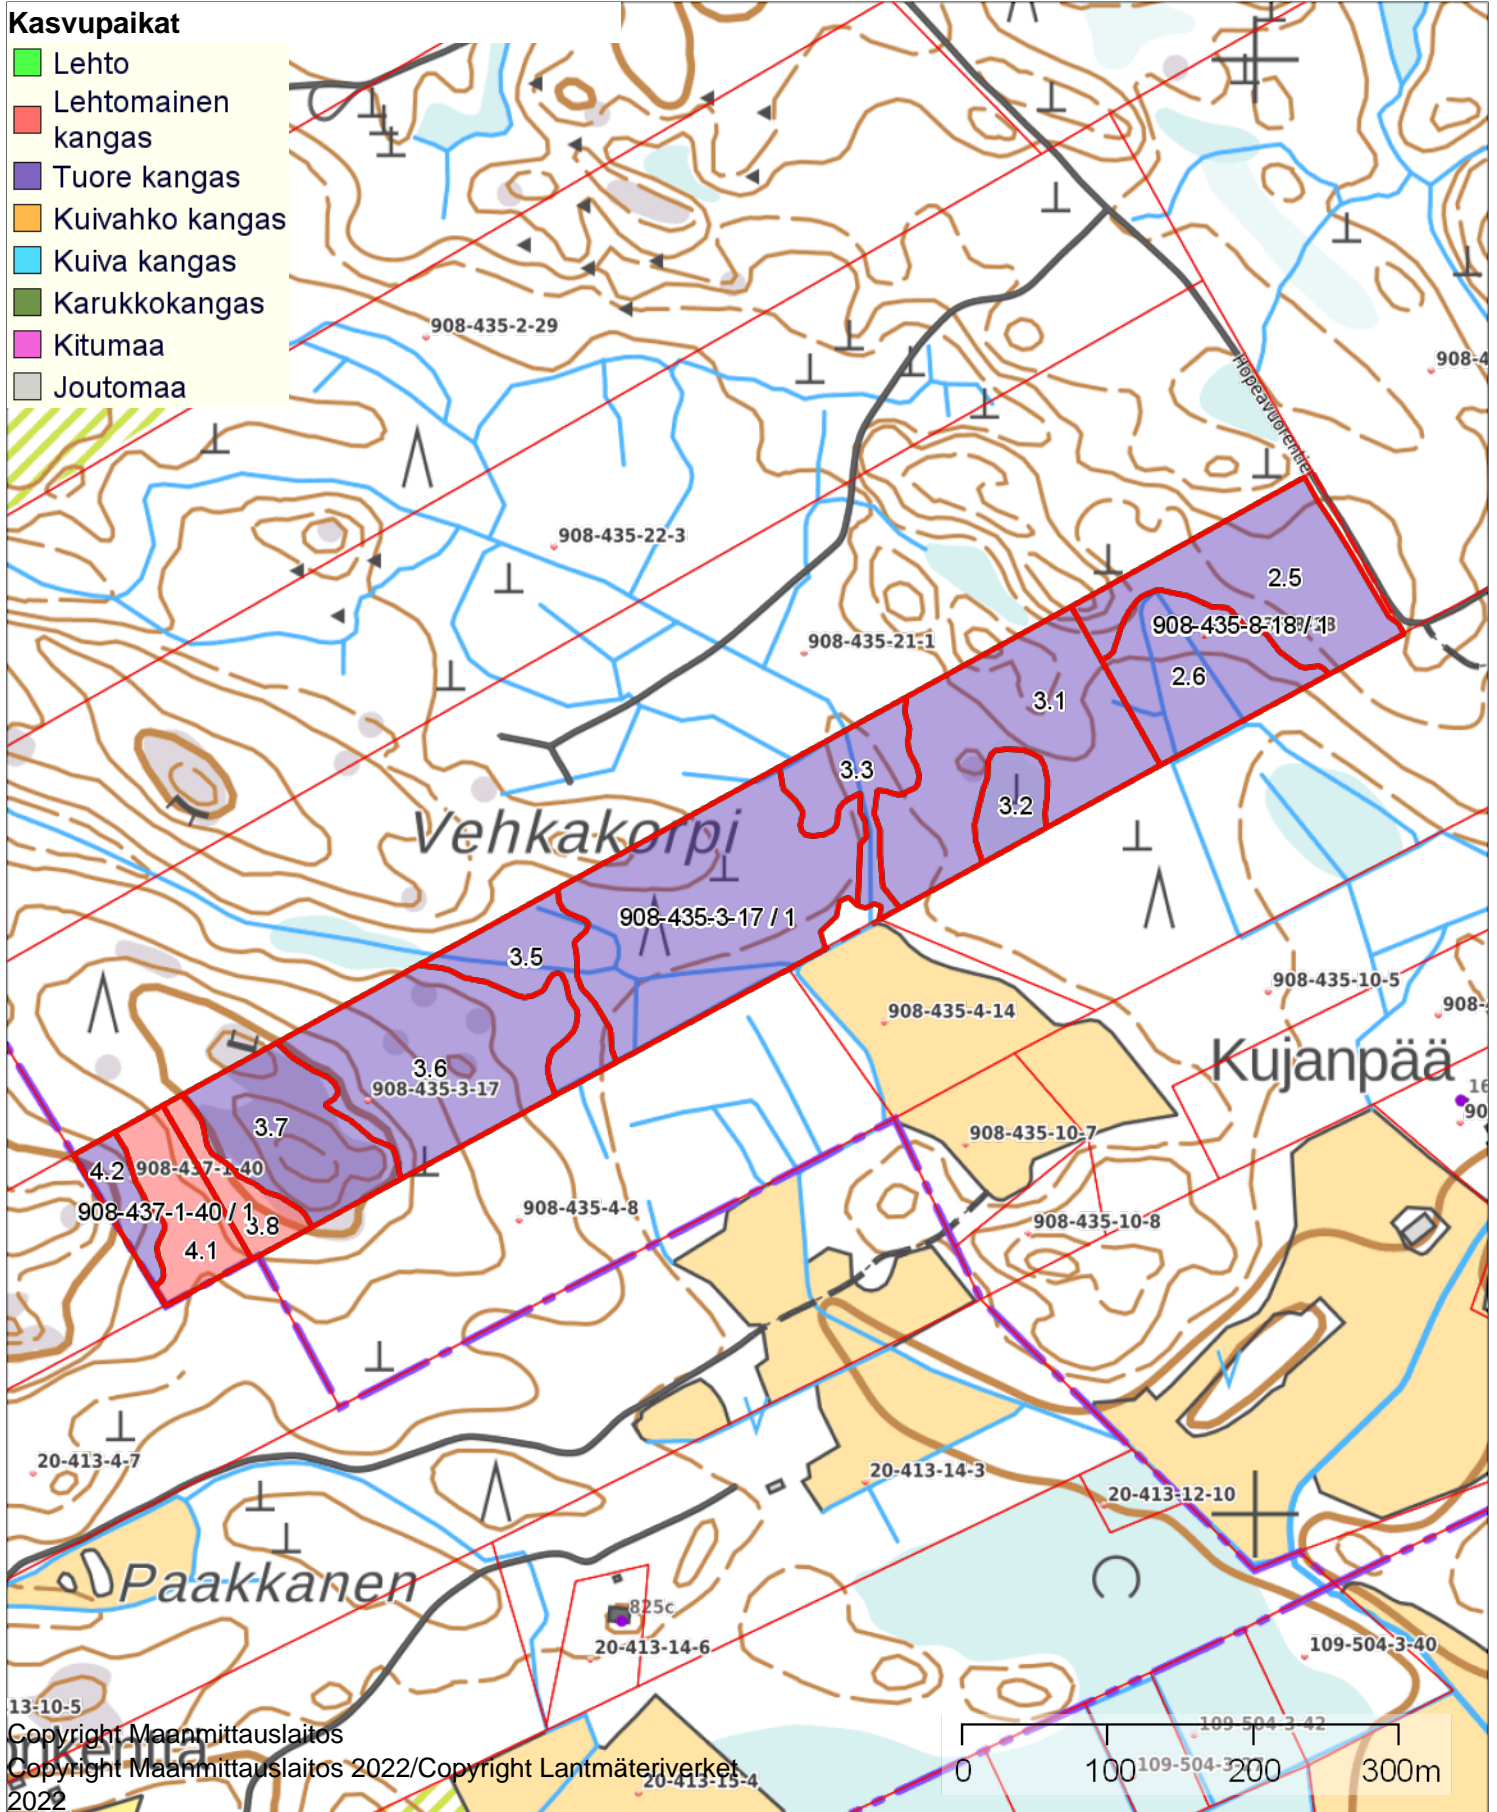 Kasvupaikat
Lehto
Lehtomainen
kangas
Tuore kangas
Kuivahko kangas
Kuiva kangas
Karukkokangas
Kitumaa
Joutomaa
908-435-2-29
908-4
Hopeavuorentie
908-435-22-3
2.5
908-435-8-18 / 1
908-435-21-1
2.6
3.1
3.3
3.2
Vehkakorpi
908-435-3-17 / 1
3.5
908-435-10-5
908-
908-435-4-14
Kujanpää
3.6
908-435-3-17
16
90
3.7
908-435-10-7
4.2
908-437-1-40
908-437-1-40 / 1
3.8
908-435-4-8
908-435-10-8
4.1
20-413-4-7
20-413-14-3
20-413-12-10
Paakkanen
825c
20-413-14-6
109-504-3-40
13-10-5
109-504-3-42
Copyright Maanmittauslaitos
Copyright Maanmittauslaitos 2022/Copyright Lantmäteriverket
2022
20-413-15-4
0 100 200 300m